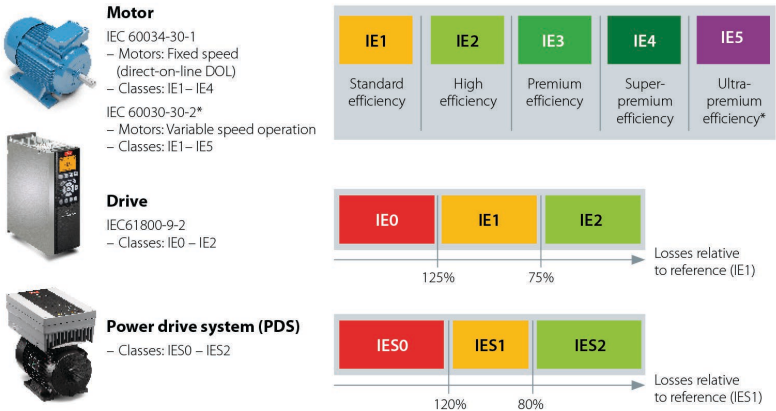 Motor
IEC 60034-30-1
– Motors: Fixed speed
(direct-on-line DOL)
– Classes: IE1– IE4
IEC 60030-30-2*
– Motors: Variable speed operation
– Classes: IE1– IE5
IE1
IE2
IE3
IE4
IE5
Standard
efficiency
High
efficiency
Premium
efficiency
Super-
premium
efficiency
Ultra-
premium
efficiency*
Drive
IEC61800-9-2
– Classes: IE0 – IE2
IE0
IE1
IE2
125%
75%
Losses relative
to reference (IE1)
Power drive system (PDS)
– Classes: IES0 – IES2
IES0
IES1
IES2
120%
80%
Losses relative
to reference (IES1)